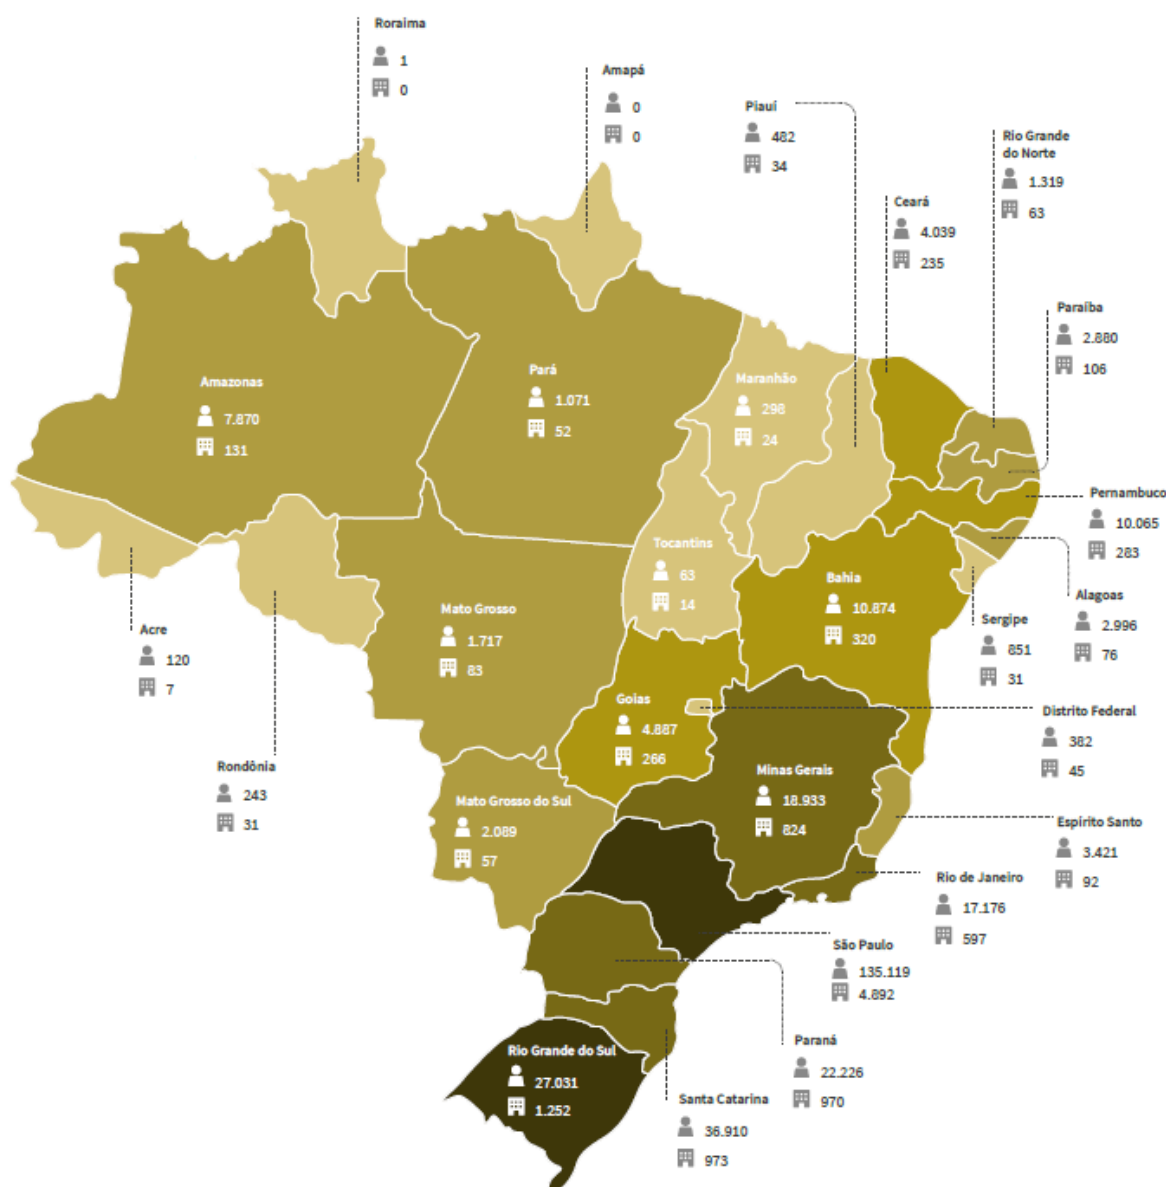 Roraima
1
0
Amapá
0
0
Piauí
482
34
Rio Grande
do Norte
1.319
63
Ceará
4.039
235
Paraíba
2.880
106
Amazonas
7.870
131
Pará
1.071
52
Maranhão
298
24
Pernambuco
10.065
283
Tocantins
63
14
Bahia
10.874
320
Alagoas
2.996
76
Sergipe
851
31
Acre
120
7
Mato Grosso
1.717
83
Goias
4.887
266
Distrito Federal
382
45
Rondônia
243
31
Minas Gerais
18.933
824
Mato Grosso do Sul
2.089
57
Espirito Santo
3.421
92
Rio de Janeiro
17.176
597
São Paulo
135.119
4.892
Paraná
22.226
970
Rio Grande do Sul
27.031
1.252
Santa Catarina
36.910
973